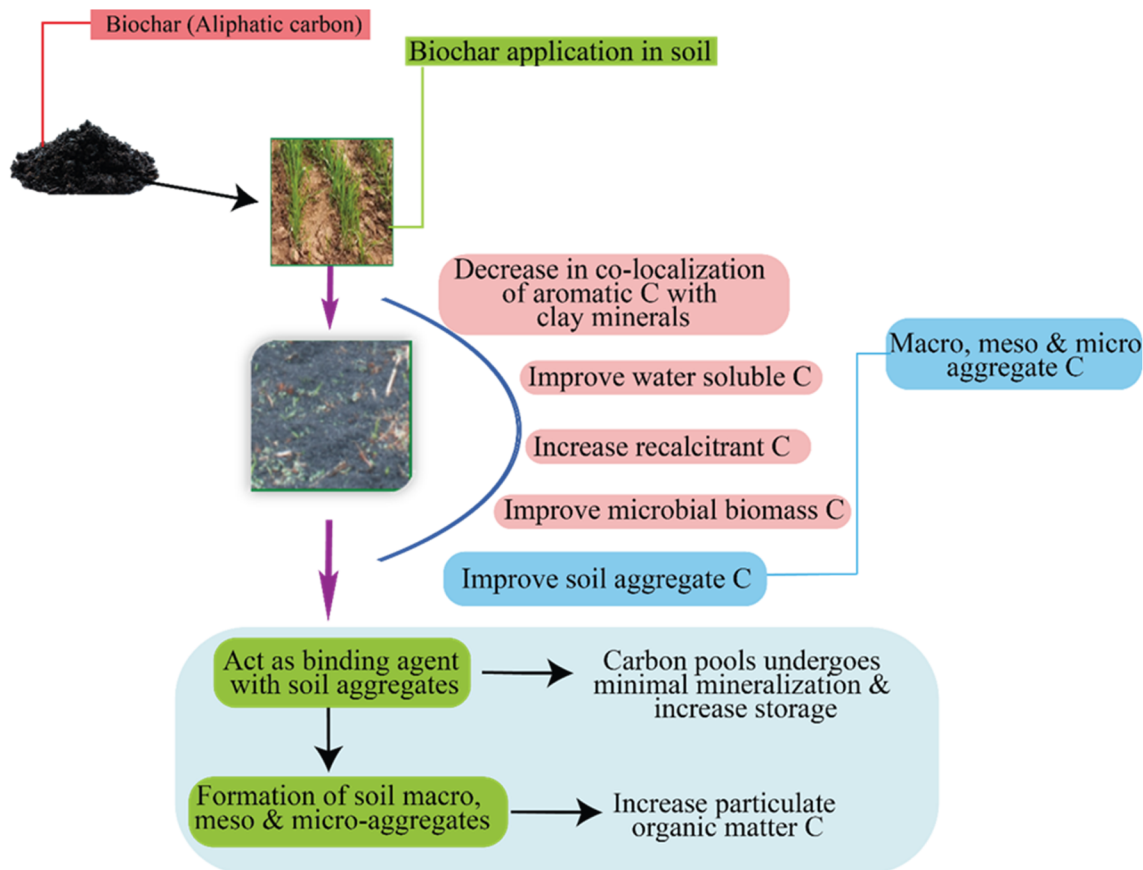 Biochar (Aliphatic carbon)
Biochar application in soil
Decrease in co-localization
of aromatic C with
clay minerals
Improve water soluble C
Increase recalcitrant C
Improve microbial biomass C
Improve soil aggregate C
Macro, meso & micro
aggregate C
Act as binding agent
with soil aggregates
Carbon pools undergoes
minimal mineralization &
increase storage
Formation of soil macro,
meso & micro-aggregates
Increase particulate
organic matter C